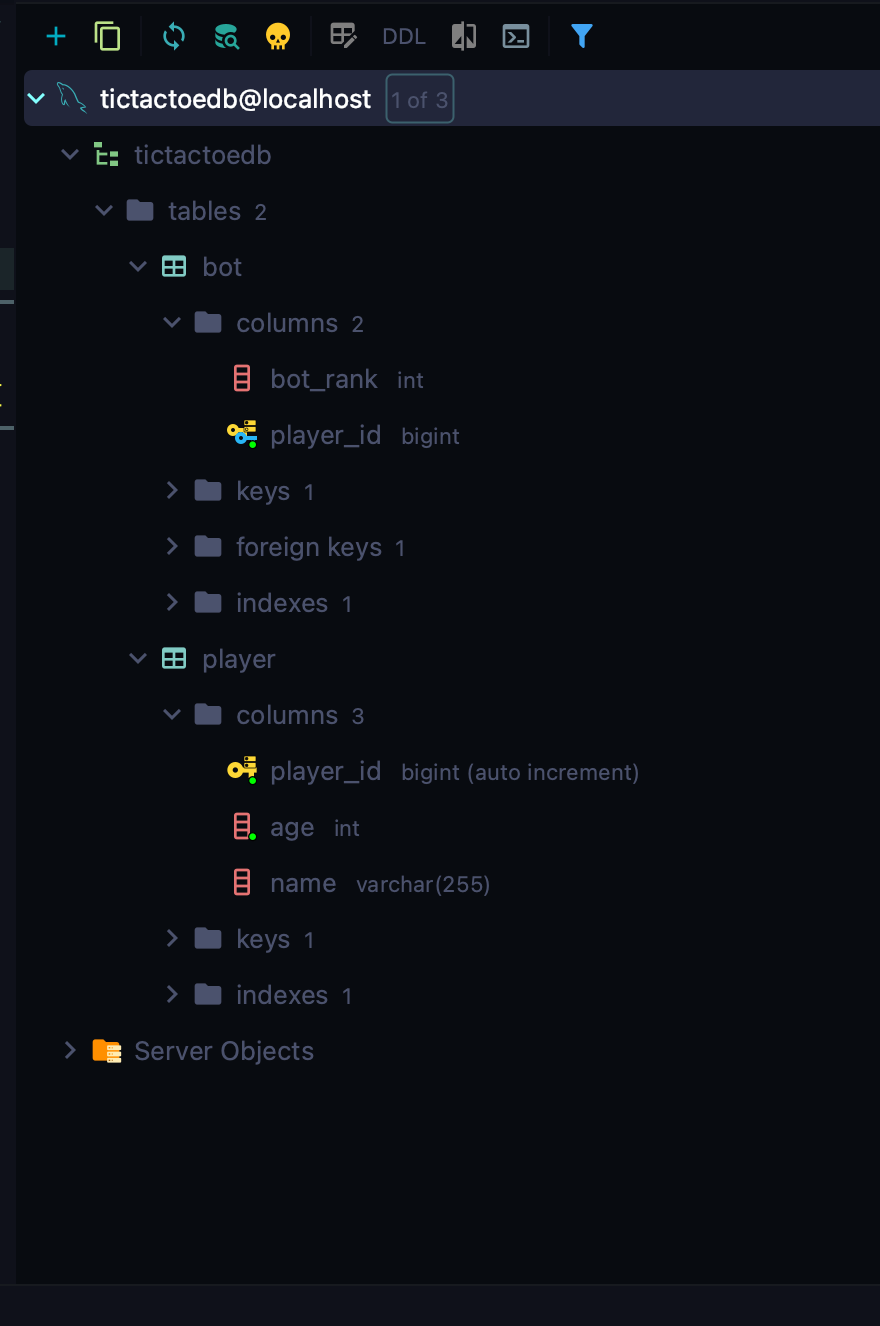 DDL
tictactoedb@localhost 1 of 3
tictactoedb
tables 2
bot
columns 2
bot_rank int
player_id bigint
keys 1
foreign keys 1
indexes 1
player
columns 3
player_id bigint (auto increment)
age int
name varchar(255)
keys 1
indexes 1
Server Objects